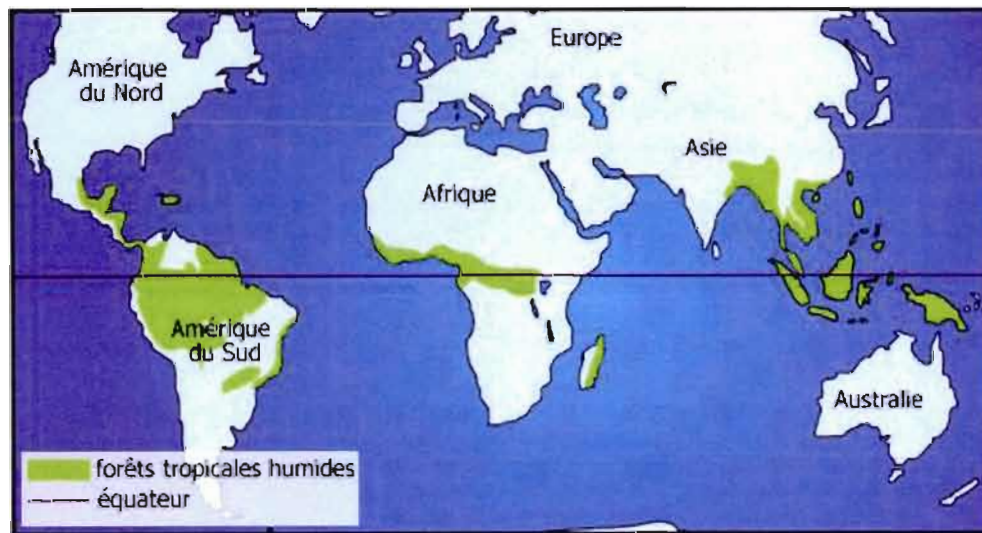 Europe
Amérique
du Nord
Asie
Afrique
Amérique
du Sud
Australie
forêts tropicales humides
équateur